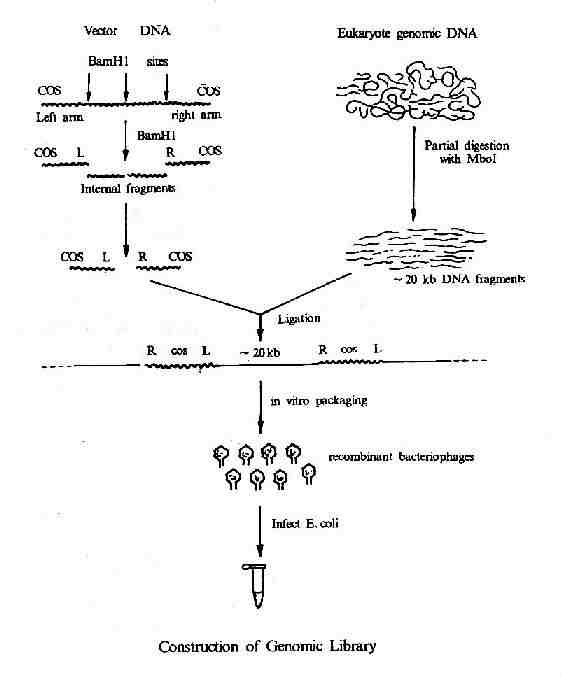 Vector DNA
BamH1 sites
COS COS
Left arm right arm
BamH1
COS L R COS
Internal fragments
COS L R COS
Eukaryote genomic DNA
Partial digestion
with MboI
~ 20 kb DNA fragments
Ligation
R cos L ~ 20 kb R cos L
in vitro packaging
recombinant bacteriophages
Infect E. coli
Construction of Genomic Library